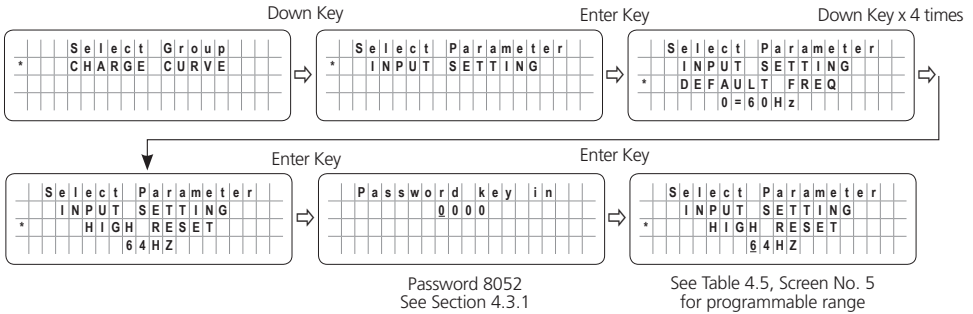 Down Key
Enter Key
Down Key x 4 times
Select Group
* CHARGE CURVE
Select Parameter
* INPUT SETTING
Select Parameter
INPUT SETTING
* DEFAULT FREQ
0=60Hz
Enter Key
Enter Key
Select Parameter
INPUT SETTING
* HIGH RESET
64HZ
Password key in
0000
Select Parameter
INPUT SETTING
* HIGH RESET
64HZ
Password 8052
See Section 4.3.1
See Table 4.5, Screen No. 5
for programmable range